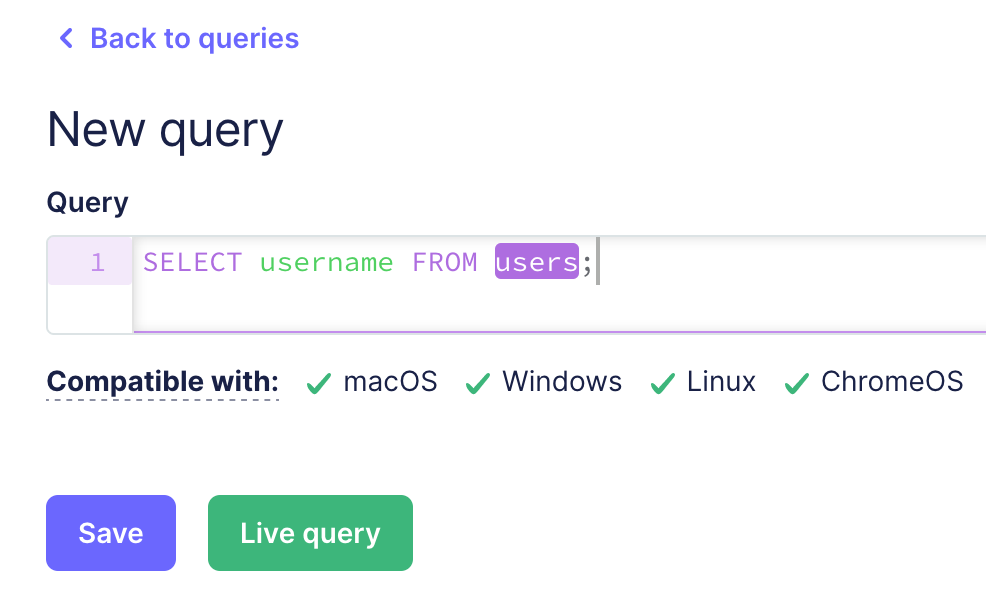 Back to queries
New query
Query
1 SELECT username FROM users;
Compatible with: macOS Windows Linux ChromeOS
Save Live query